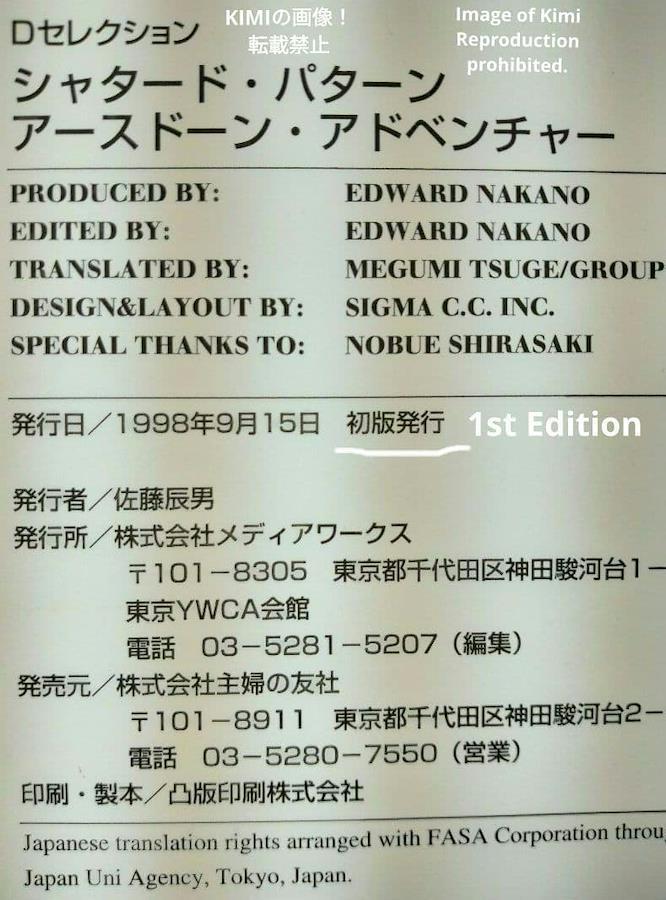 Dセレクション
KIMIの画像！
転載禁止
Image of Kimi
Reproduction
prohibited.
シャタード・パターン
アースドーン・アドベンチャー
PRODUCED BY: EDWARD NAKANO
EDITED BY: EDWARD NAKANO
TRANSLATED BY: MEGUMI TSUGE/GROUP
DESIGN&LAYOUT BY: SIGMA C.C. INC.
SPECIAL THANKS TO: NOBUE SHIRASAKI
発行日／1998年9月15日 初版発行 1st Edition
発行者／佐藤辰男
発行所／株式会社メディアワークス
〒101－8305 東京都千代田区神田駿河台1－
東京YWCA会館
電話 03－5281－5207（編集）
発売元／株式会社主婦の友社
〒101－8911 東京都千代田区神田駿河台2－
電話 03－5280－7550（営業）
印刷・製本／凸版印刷株式会社
Japanese translation rights arranged with FASA Corporation throu
Japan Uni Agency, Tokyo, Japan.